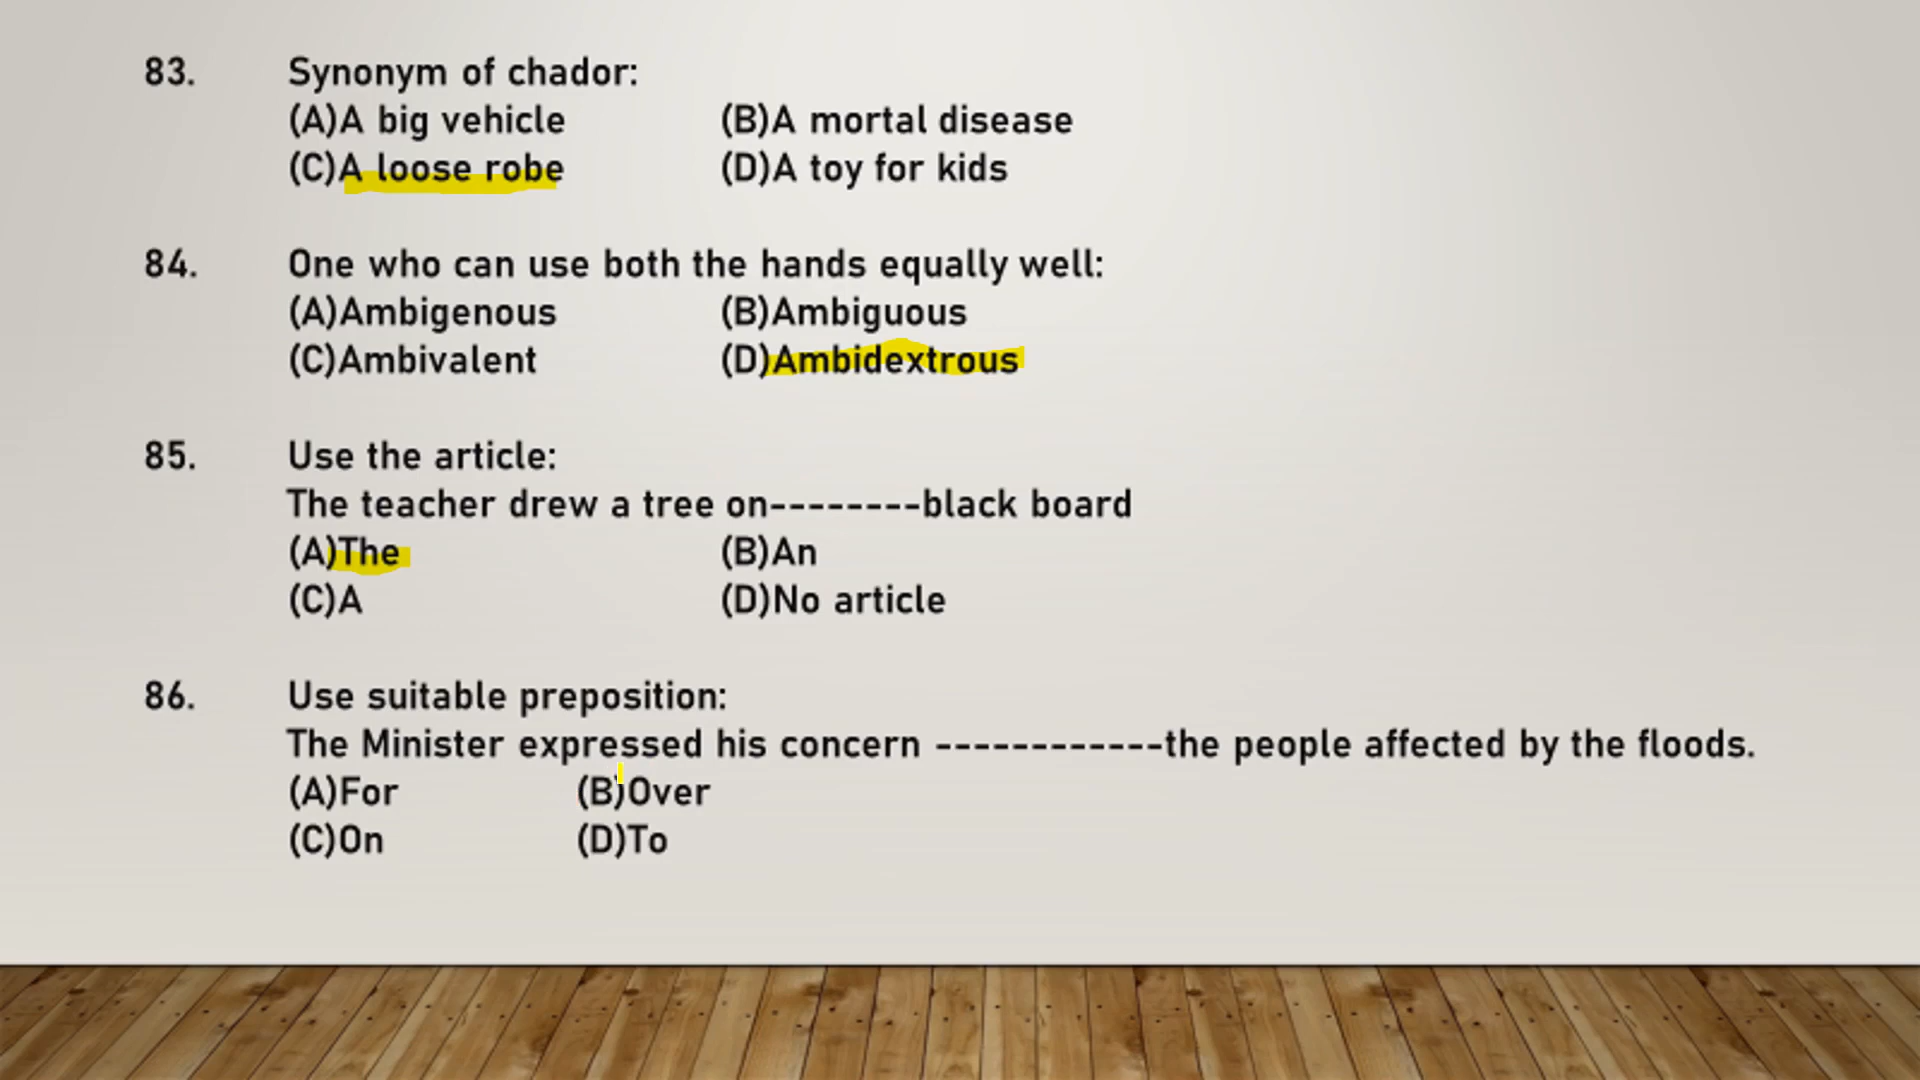 83. Synonym of chador:
(A)A big vehicle (B)A mortal disease
(C)A loose robe (D)A toy for kids
84. One who can use both the hands equally well:
(A)Ambigenous (B)Ambiguous
(C)Ambivalent (D)Ambidextrous
85. Use the article:
The teacher drew a tree on--------black board
(A)The (B)An
(C)A (D)No article
86. Use suitable preposition:
The Minister expressed his concern ------------the people affected by the floods.
(A)For (B)Over
(C)On (D)To